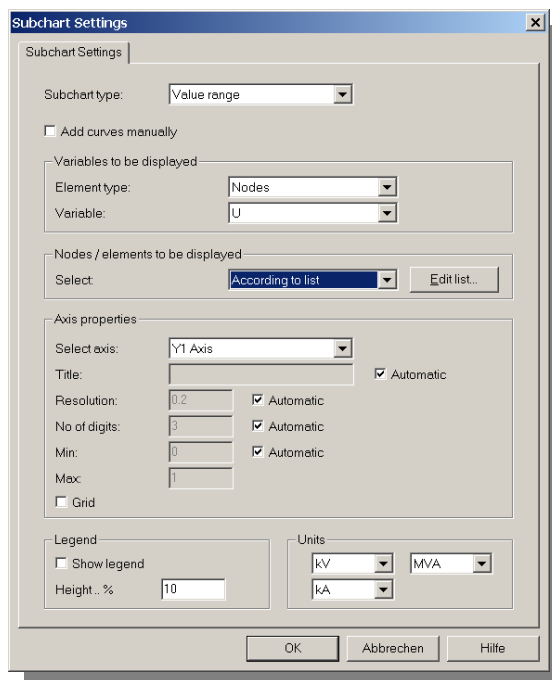 Subchart Settings
Subchart Settings
Subchart type: Value range
Add curves manually
Variables to be displayed
Element type: Nodes
Variable: U
Nodes / elements to be displayed
Select: According to list Edit list...
Axis properties
Select axis: Y1 Axis
Title: Automatic
Resolution: 0.2 Automatic
No of digits: 3 Automatic
Min: 0 Automatic
Max: 1
Grid
Legend
Show legend
Height .. % 10
Units
kV MVA
kA
OK Abbrechen Hilfe